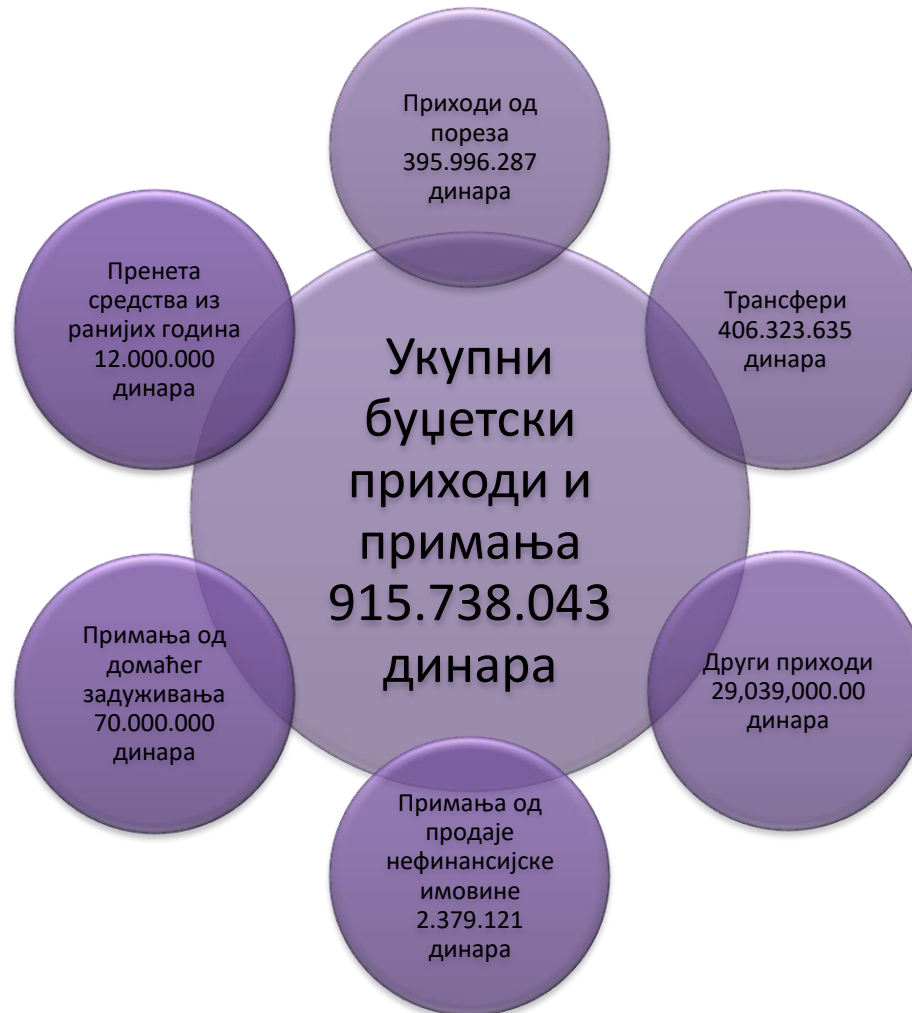 Приходи од
пореза
395.996.287
динара
Пренета
средства из
ранијих година
12.000.000
динара
Трансфери
406.323.635
динара
Укупни
буџетски
приходи и
примања
915.738.043
динара
Примања од
домаћег
задуживања
70.000.000
динара
Други приходи
29,039,000.00
динара
Примања од
продаје
нефинансијске
имовине
2.379.121
динара